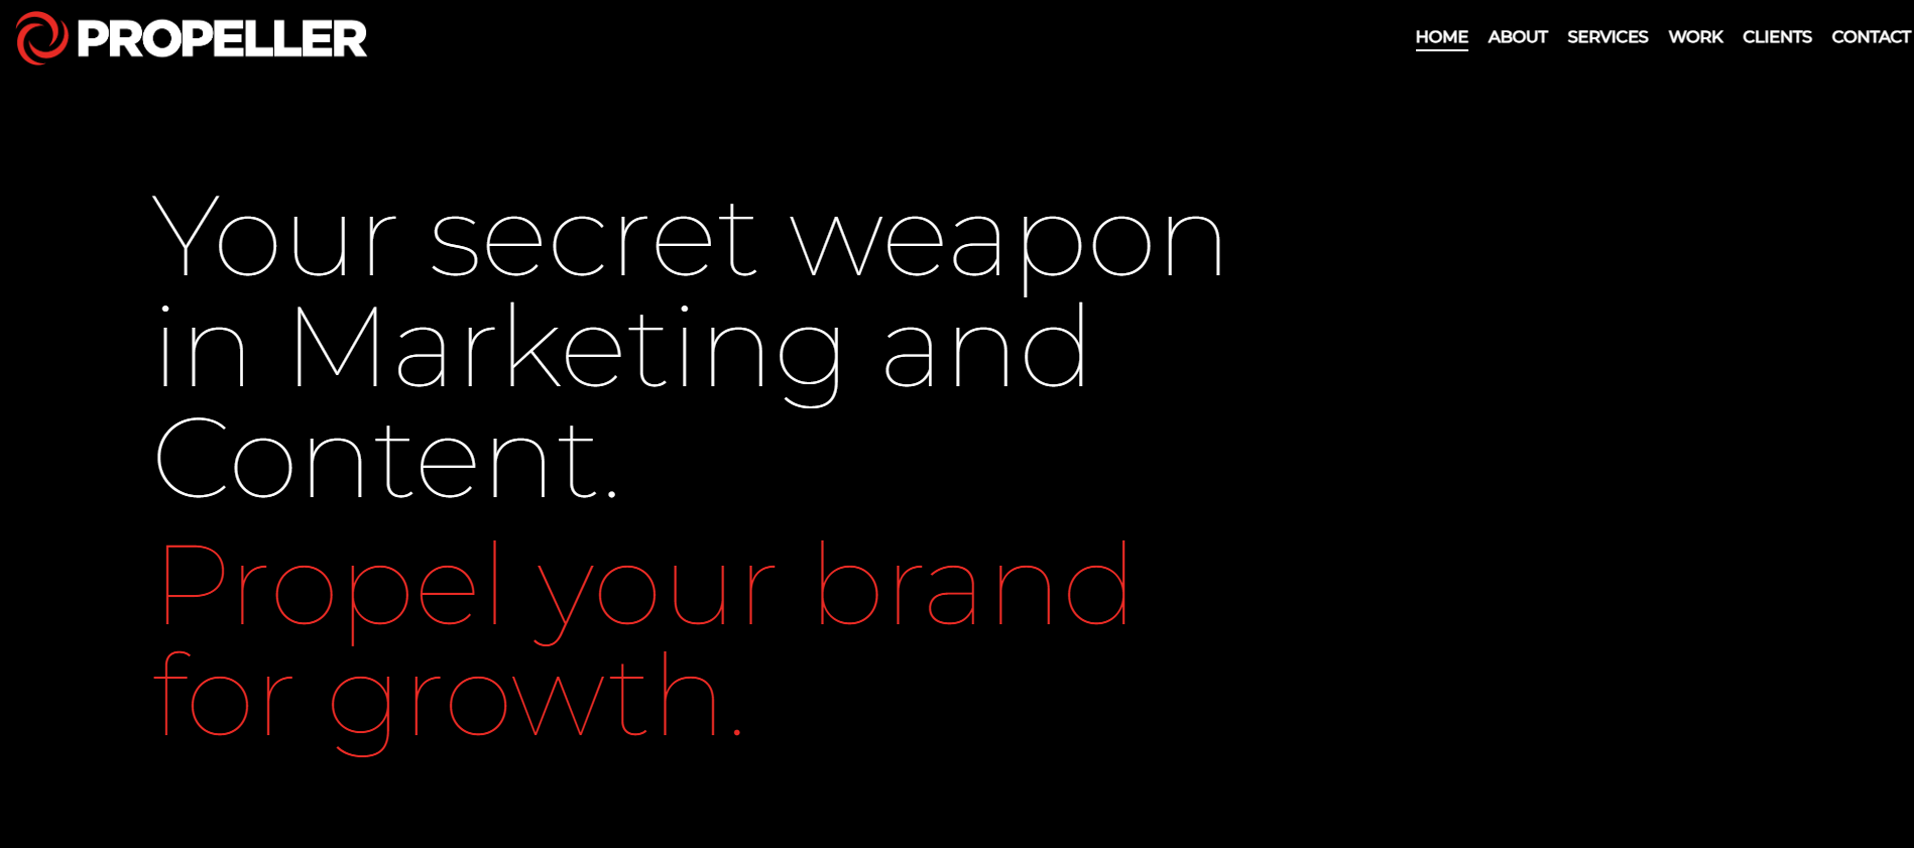 PROPELLER
HOME ABOUT SERVICES WORK CLIENTS CONTACT
Your secret weapon
in Marketing and
Content.
Propel your brand
for growth.